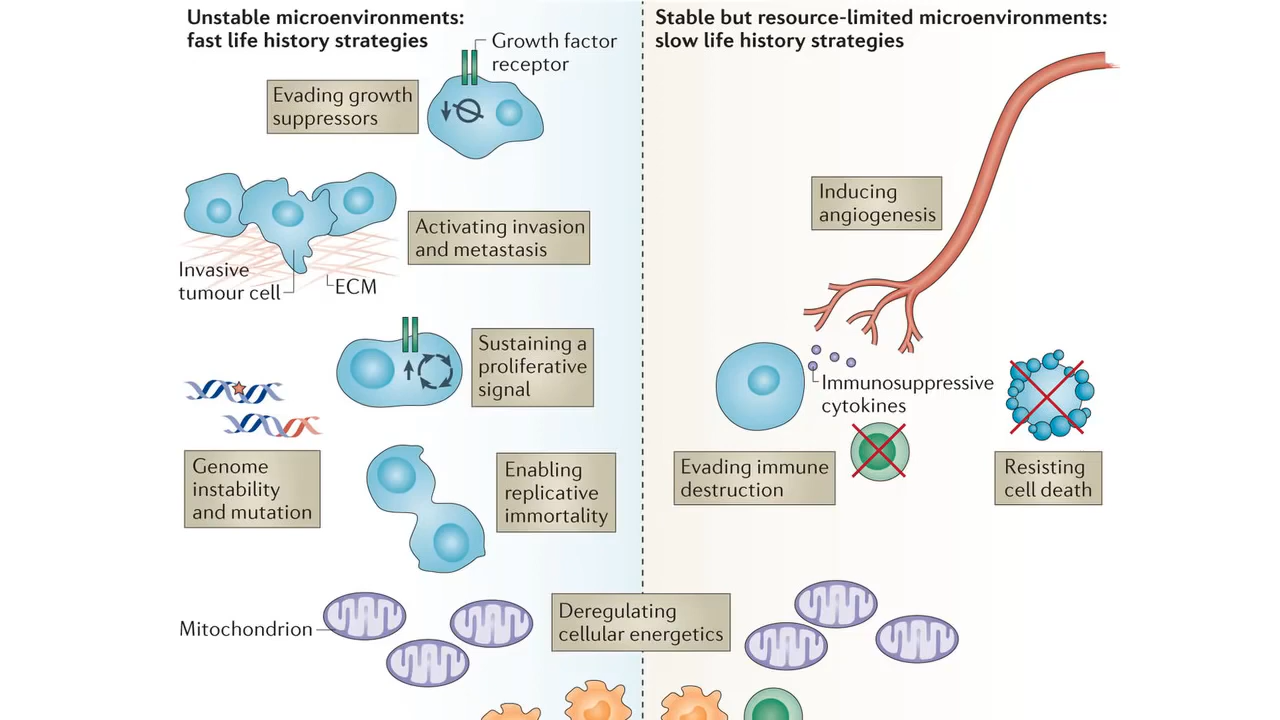 Unstable microenvironments:
fast life history strategies
Growth factor
receptor
Evading growth
suppressors
Activating invasion
and metastasis
Invasive
tumour cell
ECM
Sustaining a
proliferative
signal
Genome
instability
and mutation
Enabling
replicative
immortality
Mitochondrion
Deregulating
cellular energetics
Stable but resource-limited microenvironments:
slow life history strategies
Inducing
angiogenesis
Immunosuppressive
cytokines
Evading immune
destruction
Resisting
cell death